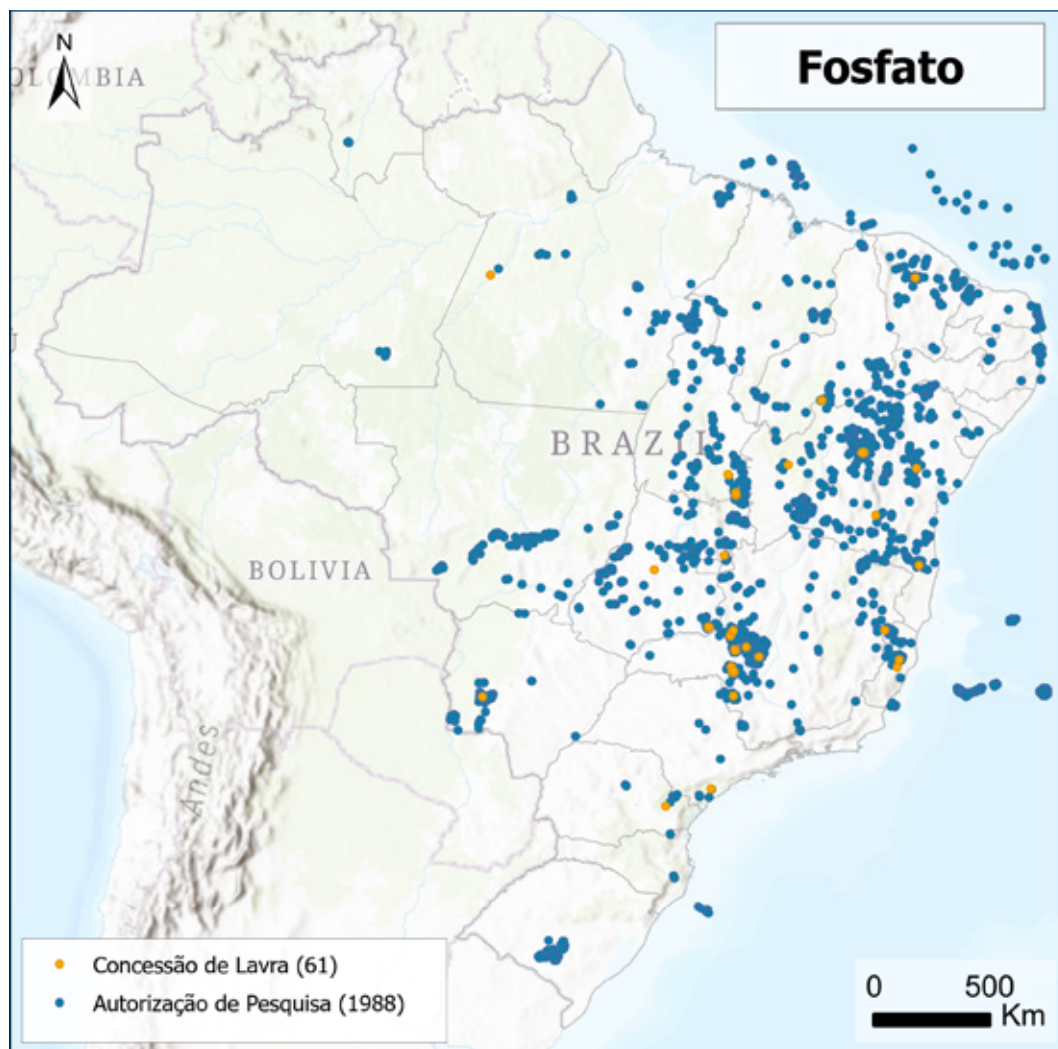 N
OLOMBIA
Fosfato
BRAZIL
BOLIVIA
Andes
Concessão de Lavra (61)
Autorização de Pesquisa (1988)
0 500
Km